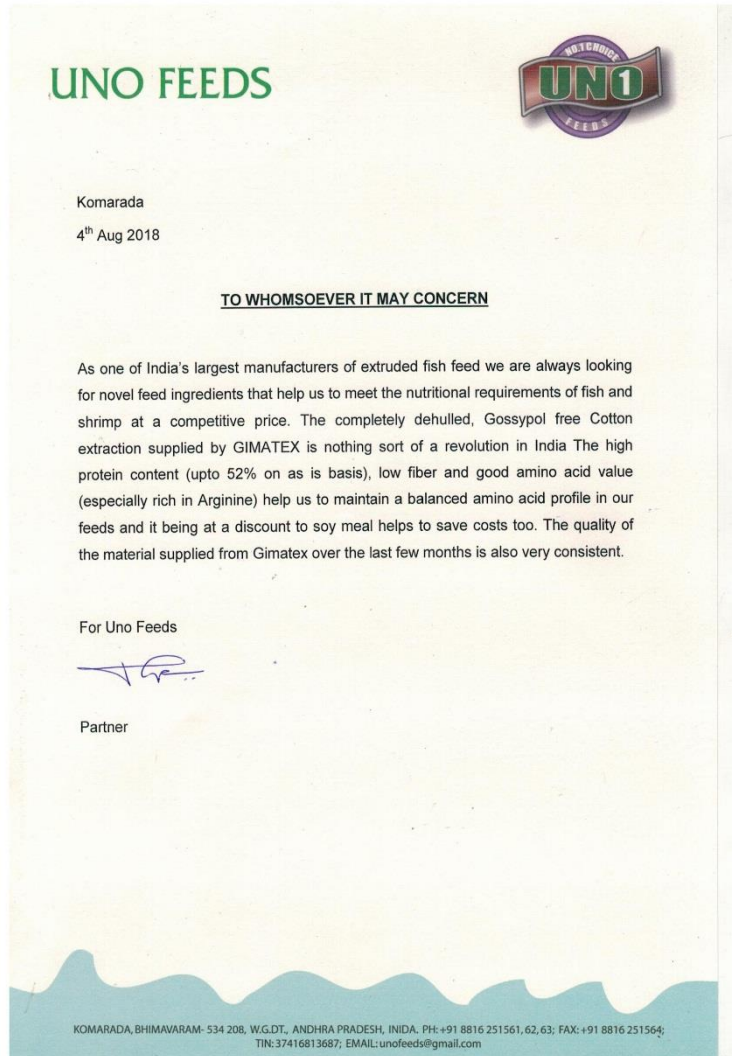 UNO FEEDS
NO.1 CHOICE
UNO1
FEEDS
Komarada
4th Aug 2018
TO WHOMSOEVER IT MAY CONCERN
As one of India's largest manufacturers of extruded fish feed we are always looking
for novel feed ingredients that help us to meet the nutritional requirements of fish and
shrimp at a competitive price. The completely dehulled, Gossypol free Cotton
extraction supplied by GIMATEX is nothing sort of a revolution in India The high
protein content (upto 52% on as is basis), low fiber and good amino acid value
(especially rich in Arginine) help us to maintain a balanced amino acid profile in our
feeds and it being at a discount to soy meal helps to save costs too. The quality of
the material supplied from Gimatex over the last few months is also very consistent.
For Uno Feeds
Partner
KOMARADA, BHIMAVARAM- 534 208, W.G.DT., ANDHRA PRADESH, INIDA. PH: +91 8816 251561, 62, 63; FAX: +91 8816 251564;
TIN: 37416813687; EMAIL: unofeeds@gmail.com